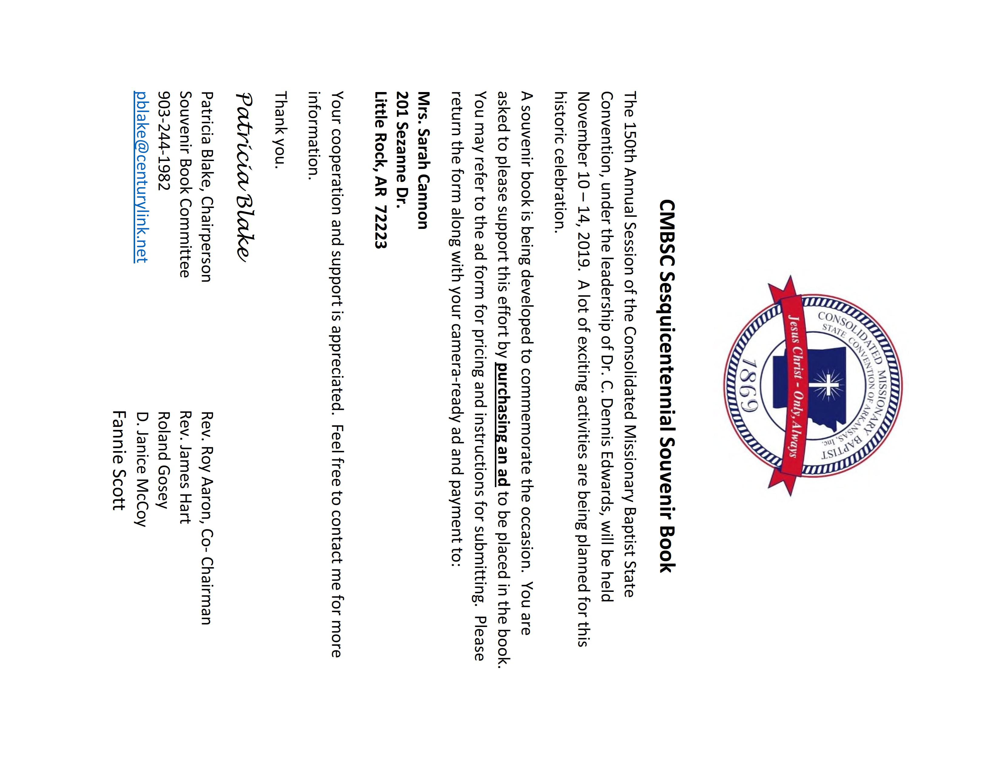 CONSOLIDATED MISSIONARY BAPTIST
STATE CONVENTION OF ARKANSAS, Inc.
Jesus Christ - Only, Always
1869
CMBSC Sesquicentennial Souvenir Book
The 150th Annual Session of the Consolidated Missionary Baptist State
Convention, under the leadership of Dr. C. Dennis Edwards, will be held
November 10 – 14, 2019.  A lot of exciting activities are being planned for this
historic celebration.
A souvenir book is being developed to commemorate the occasion.  You are
asked to please support this effort by purchasing an ad to be placed in the book.
You may refer to the ad form for pricing and instructions for submitting.  Please
return the form along with your camera-ready ad and payment to:
Mrs. Sarah Cannon
201 Sezanne Dr.
Little Rock, AR  72223
Your cooperation and support is appreciated.  Feel free to contact me for more
information.
Thank you.
Patricia Blake
Patricia Blake, Chairperson
Souvenir Book Committee
903-244-1982
pblake@centurylink.net
Rev. Roy Aaron, Co- Chairman
Rev. James Hart
Roland Gosey
D. Janice McCoy
Fannie Scott